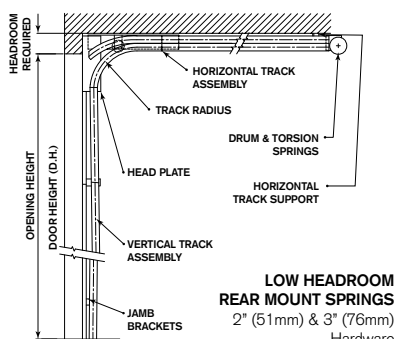 HEADROOM
REQUIRED
HORIZONTAL TRACK
ASSEMBLY
TRACK RADIUS
DRUM & TORSION
SPRINGS
HEAD PLATE
HORIZONTAL
TRACK SUPPORT
OPENING HEIGHT
DOOR HEIGHT (D.H.)
VERTICAL TRACK
ASSEMBLY
JAMB
BRACKETS
LOW HEADROOM
REAR MOUNT SPRINGS
2" (51mm) & 3" (76mm)
Hardware